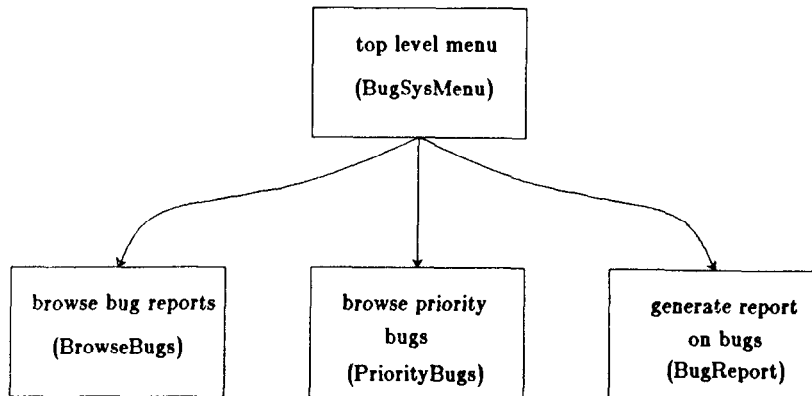 top level menu
(BugSysMenu)
browse bug reports
(BrowseBugs)
browse priority
bugs
(PriorityBugs)
generate report
on bugs
(BugReport)